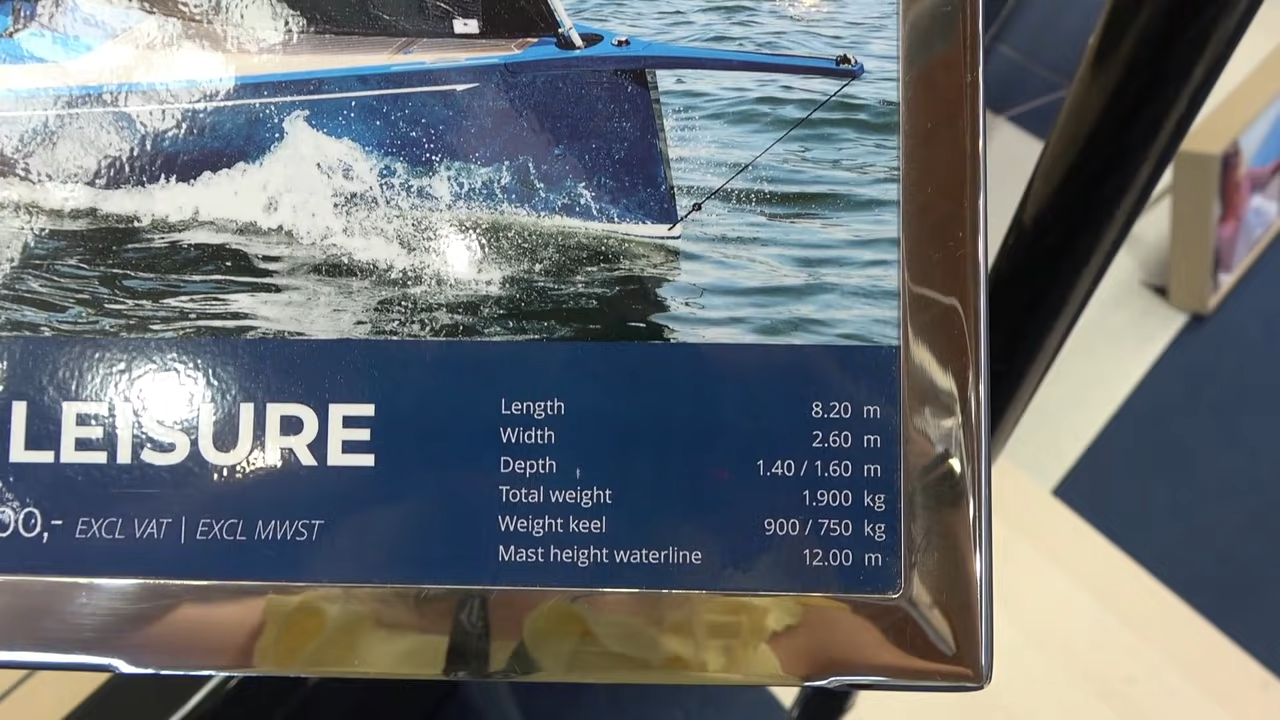 LEISURE
00,- EXCL VAT | EXCL MWST
Length 8.20 m
Width 2.60 m
Depth 1.40 / 1.60 m
Total weight 1.900 kg
Weight keel 900 / 750 kg
Mast height waterline 12.00 m